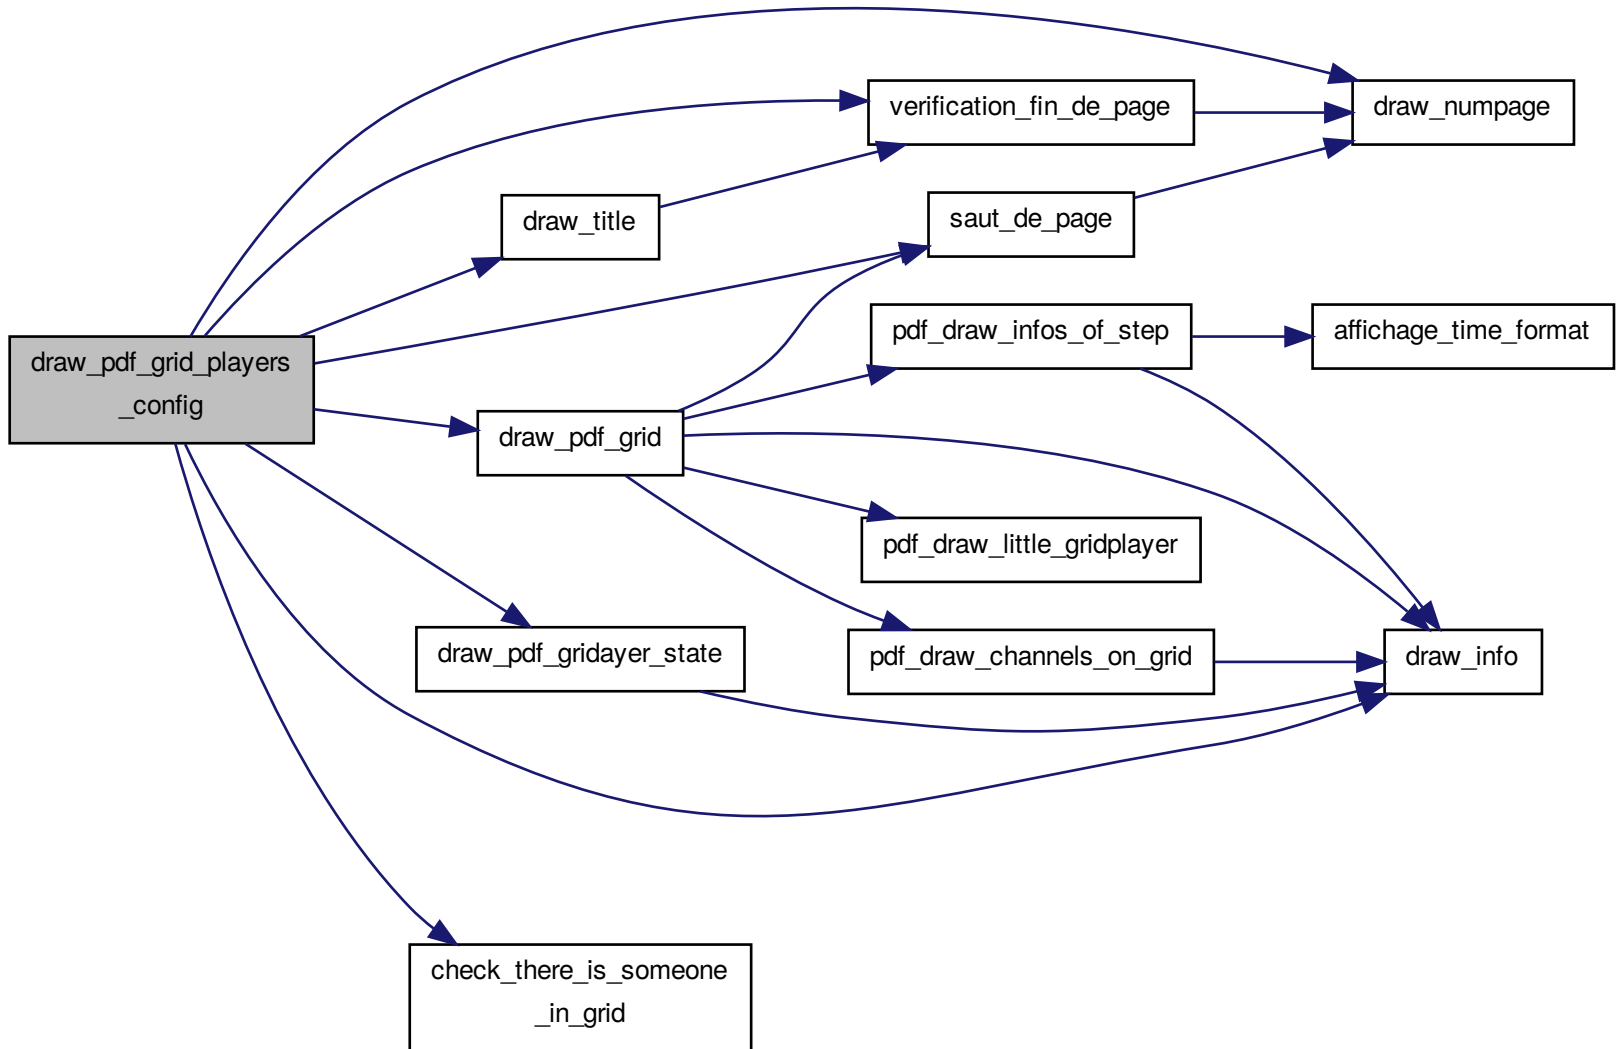 draw_pdf_grid_players
_config
draw_title
draw_pdf_grid
draw_pdf_gridayer_state
check_there_is_someone
_in_grid
verification_fin_de_page
saut_de_page
pdf_draw_infos_of_step
pdf_draw_little_gridplayer
pdf_draw_channels_on_grid
draw_numpage
affichage_time_format
draw_info